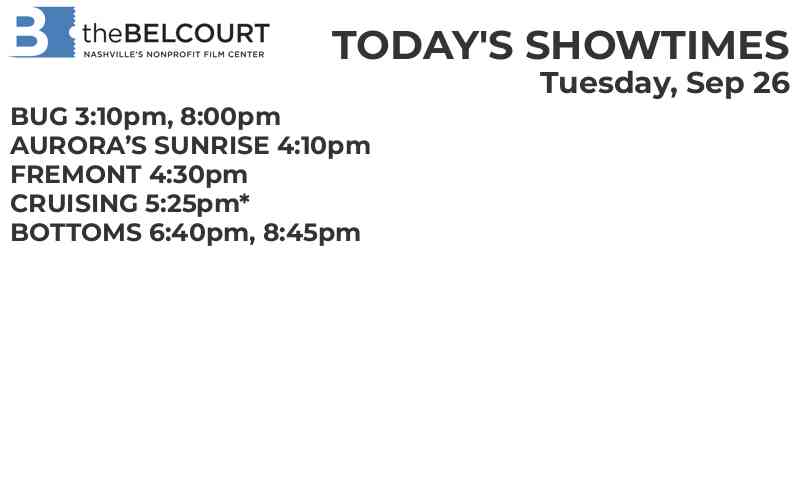 B theBELCOURT
NASHVILLE'S NONPROFIT FILM CENTER
TODAY'S SHOWTIMES
Tuesday, Sep 26
BUG 3:10pm, 8:00pm
AURORA’S SUNRISE 4:10pm
FREMONT 4:30pm
CRUISING 5:25pm*
BOTTOMS 6:40pm, 8:45pm